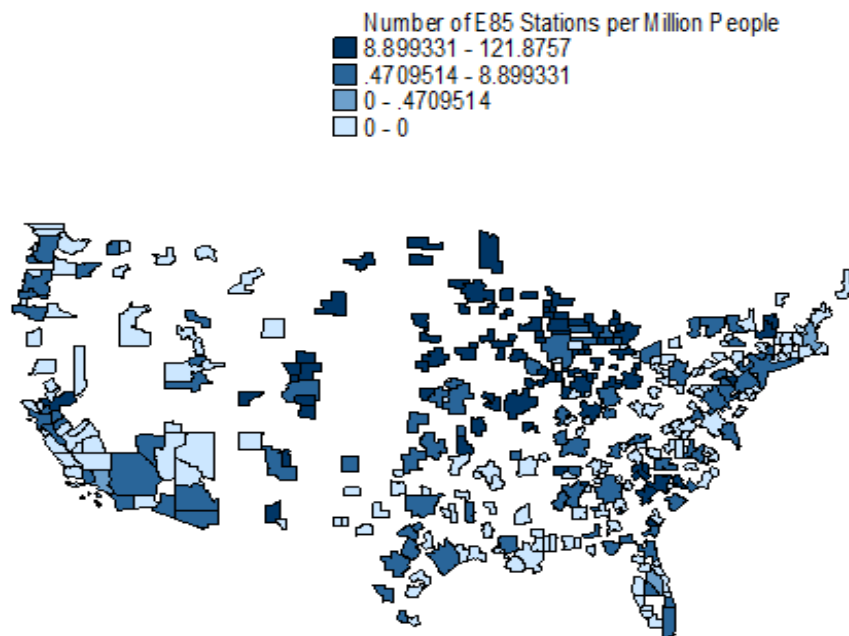 Number of E85 Stations per Million People
8.899331 - 121.8757
.4709514 - 8.899331
0 - .4709514
0 - 0